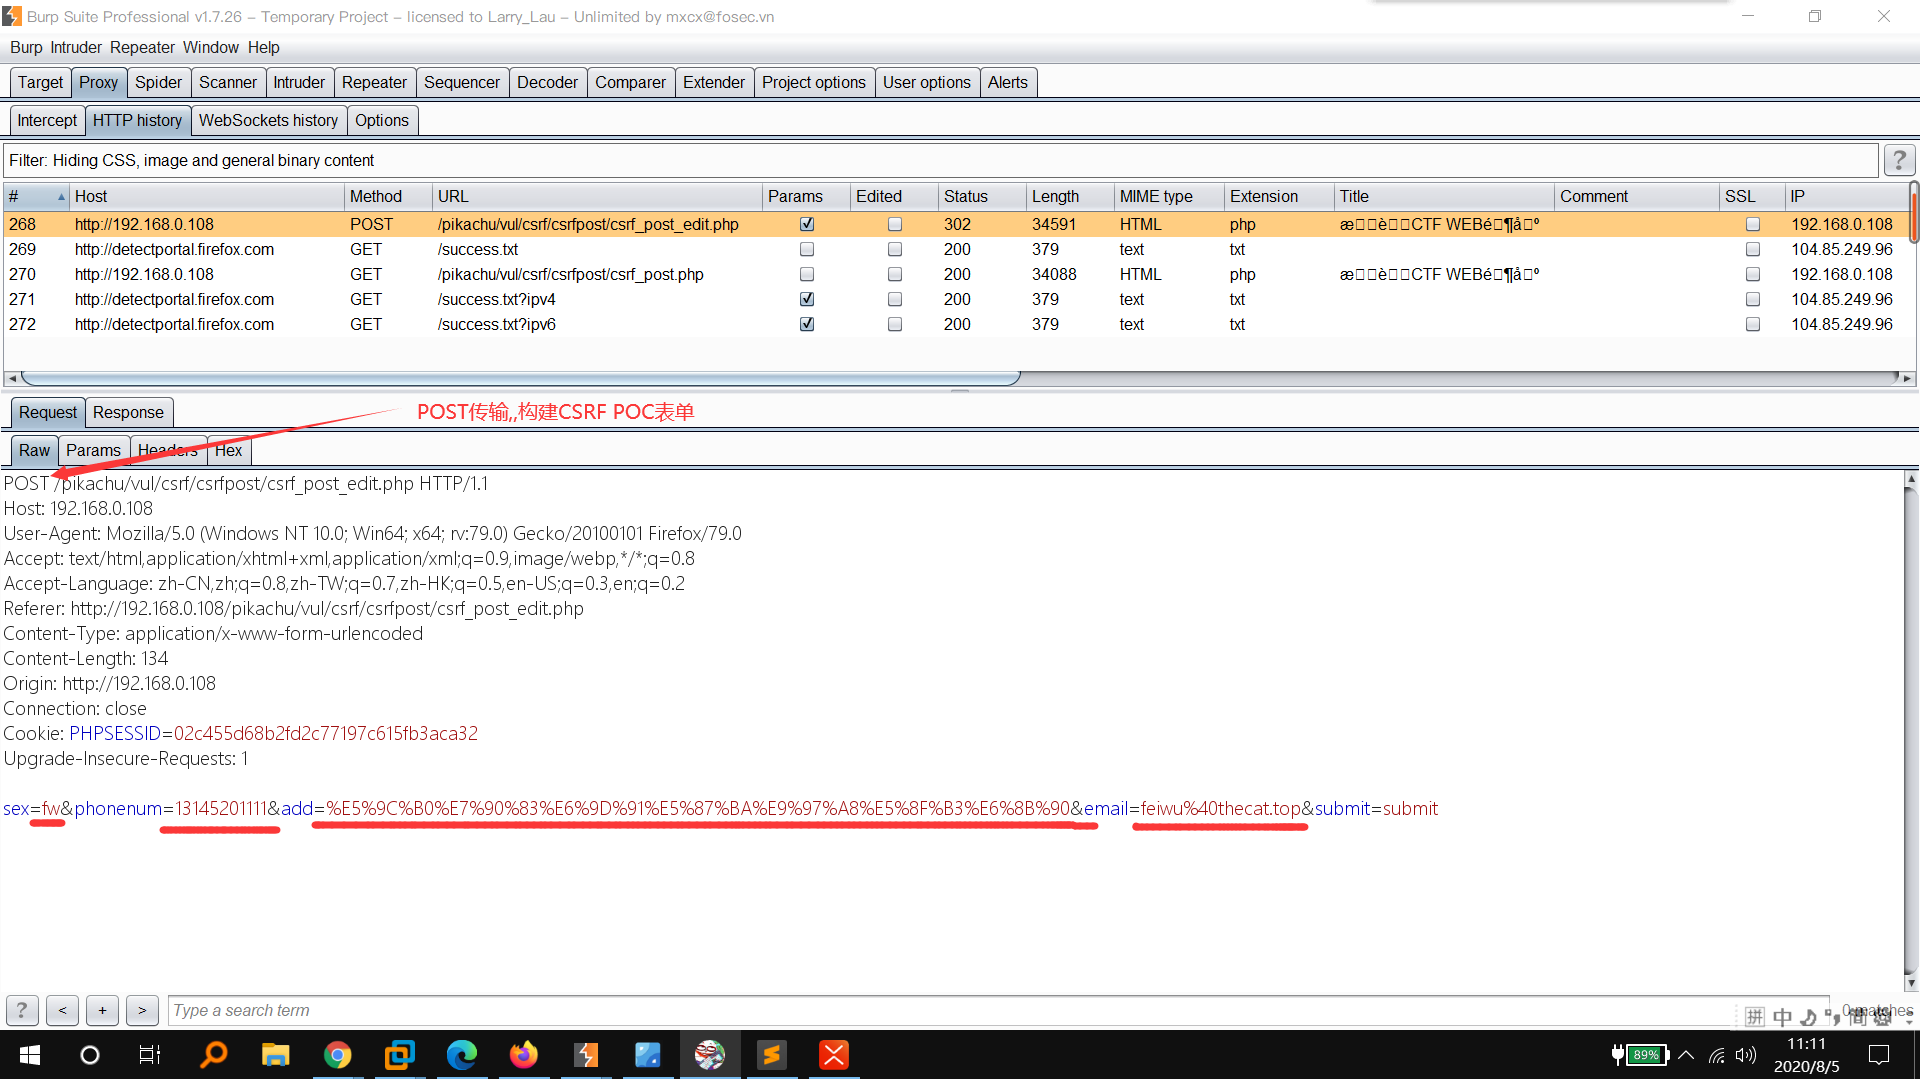 Burp Suite Professional v1.7.26 – Temporary Project – licensed to Larry_Lau – Unlimited by mxcx@fosec.vn
Burp Intruder Repeater Window Help
Target Proxy Spider Scanner Intruder Repeater Sequencer Decoder Comparer Extender Project options User options Alerts
Intercept HTTP history WebSockets history Options
Filter: Hiding CSS, image and general binary content ?
# Host Method URL Params Edited Status Length MIME type Extension Title Comment SSL IP
268 http://192.168.0.108 POST /pikachu/vul/csrf/csrfpost/csrf_post_edit.php 302 34591 HTML php æ□□è□□CTF WEBé□¶å□º 192.168.0.108
269 http://detectportal.firefox.com GET /success.txt 200 379 text txt 104.85.249.96
270 http://192.168.0.108 GET /pikachu/vul/csrf/csrfpost/csrf_post.php 200 34088 HTML php æ□□è□□CTF WEBé□¶å□º 192.168.0.108
271 http://detectportal.firefox.com GET /success.txt?ipv4 200 379 text txt 104.85.249.96
272 http://detectportal.firefox.com GET /success.txt?ipv6 200 379 text txt 104.85.249.96
Request Response
POST传输,,构建CSRF POC表单
Raw Params Headers Hex
POST /pikachu/vul/csrf/csrfpost/csrf_post_edit.php HTTP/1.1
Host: 192.168.0.108
User-Agent: Mozilla/5.0 (Windows NT 10.0; Win64; x64; rv:79.0) Gecko/20100101 Firefox/79.0
Accept: text/html,application/xhtml+xml,application/xml;q=0.9,image/webp,*/*;q=0.8
Accept-Language: zh-CN,zh;q=0.8,zh-TW;q=0.7,zh-HK;q=0.5,en-US;q=0.3,en;q=0.2
Referer: http://192.168.0.108/pikachu/vul/csrf/csrfpost/csrf_post_edit.php
Content-Type: application/x-www-form-urlencoded
Content-Length: 134
Origin: http://192.168.0.108
Connection: close
Cookie: PHPSESSID=02c455d68b2fd2c77197c615fb3aca32
Upgrade-Insecure-Requests: 1
sex=fw&phonenum=13145201111&add=%E5%9C%B0%E7%90%83%E6%9D%91%E5%87%BA%E9%97%A8%E5%8F%B3%E6%8B%90&email=feiwu%40thecat.top&submit=submit
? < + > Type a search term 0 matches
拼 中 简
89% 11:11
2020/8/5